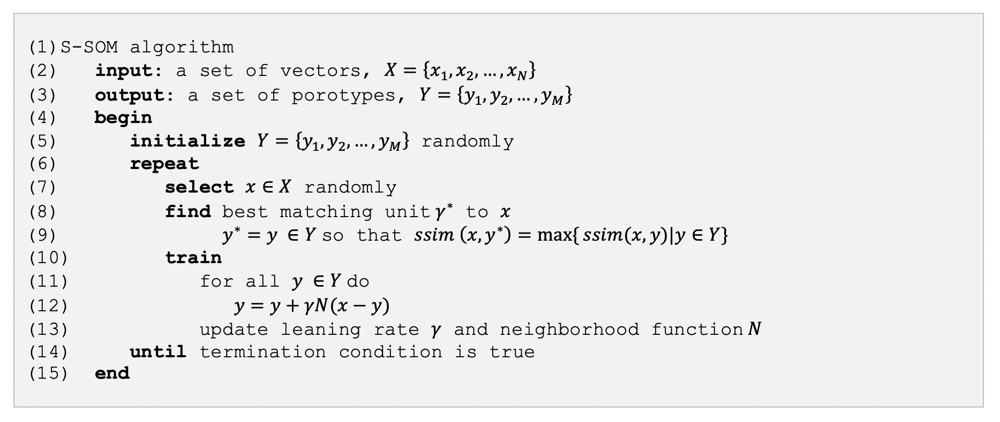 (1) S-SOM algorithm
(2) input: a set of vectors, X = {x₁, x₂, …, x_N}
(3) output: a set of porotypes, Y = {y₁, y₂, …, y_M}
(4) begin
(5) initialize Y = {y₁, y₂, …, y_M} randomly
(6) repeat
(7) select x ∈ X randomly
(8) find best matching unit γ* to x
(9) y* = y ∈ Y so that ssim (x, y*) = max{ ssim(x, y)|y ∈ Y}
(10) train
(11) for all y ∈ Y do
(12) y = y + γN(x − y)
(13) update leaning rate γ and neighborhood function N
(14) until termination condition is true
(15) end